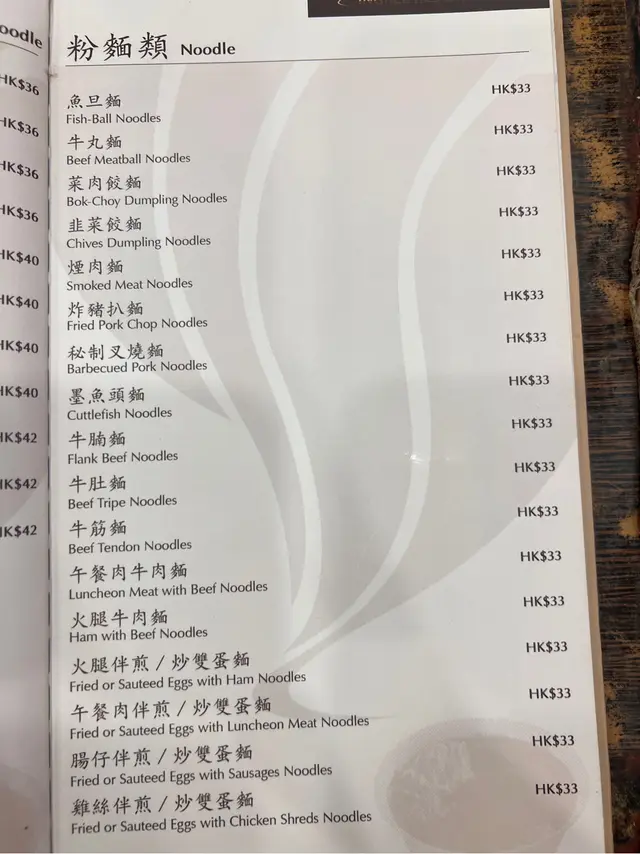 oodle
HK$36
HK$36
HK$36
HK$36
HK$40
HK$40
HK$40
HK$40
HK$42
HK$42
HK$42
粉麵類 Noodle
魚旦麵 HK$33
Fish-Ball Noodles
牛丸麵 HK$33
Beef Meatball Noodles
菜肉餃麵 HK$33
Bok-Choy Dumpling Noodles
韭菜餃麵 HK$33
Chives Dumpling Noodles
煙肉麵 HK$33
Smoked Meat Noodles
炸豬扒麵 HK$33
Fried Pork Chop Noodles
秘制叉燒麵 HK$33
Barbecued Pork Noodles
墨魚頭麵 HK$33
Cuttlefish Noodles
牛腩麵 HK$33
Flank Beef Noodles
牛肚麵 HK$33
Beef Tripe Noodles
牛筋麵 HK$33
Beef Tendon Noodles
午餐肉牛肉麵 HK$33
Luncheon Meat with Beef Noodles
火腿牛肉麵 HK$33
Ham with Beef Noodles
火腿伴煎 / 炒雙蛋麵 HK$33
Fried or Sauteed Eggs with Ham Noodles
午餐肉伴煎 / 炒雙蛋麵 HK$33
Fried or Sauteed Eggs with Luncheon Meat Noodles
腸仔伴煎 / 炒雙蛋麵 HK$33
Fried or Sauteed Eggs with Sausages Noodles
雞絲伴煎 / 炒雙蛋麵 HK$33
Fried or Sauteed Eggs with Chicken Shreds Noodles